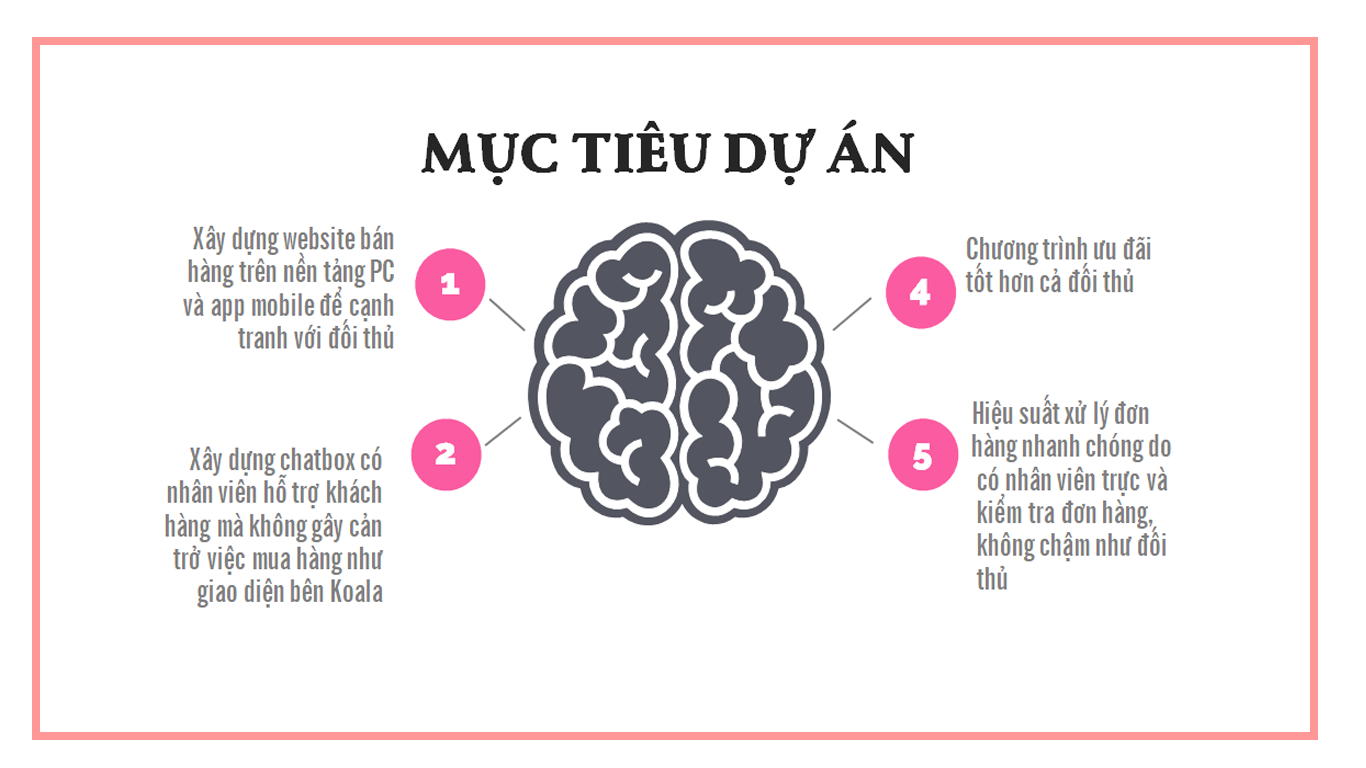 MỤC TIÊU DỰ ÁN
1
Xây dựng website bán
hàng trên nền tảng PC
và app mobile để cạnh
tranh với đối thủ
2
Xây dựng chatbox có
nhân viên hỗ trợ khách
hàng mà không gây cản
trở việc mua hàng như
giao diện bên Koala
4
Chương trình ưu đãi
tốt hơn cả đối thủ
5
Hiệu suất xử lý đơn
hàng nhanh chóng do
có nhân viên trực và
kiểm tra đơn hàng,
không chậm như đối
thủ